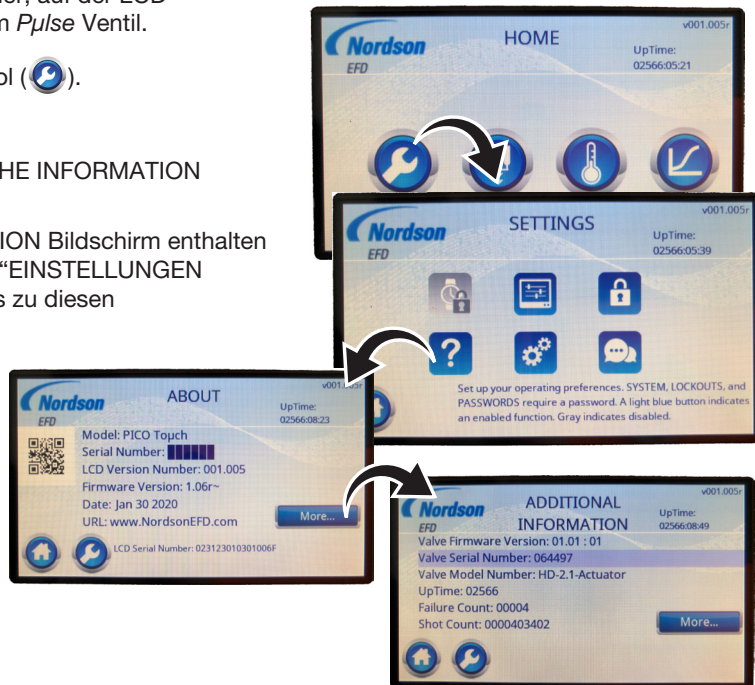 er, auf der LCD
m Pµlse Ventil.
ol ( ).
HE INFORMATION
ION Bildschirm enthalten
“EINSTELLUNGEN
s zu diesen
v001.005r
Nordson
EFD
HOME
UpTime:
02566:05:21
v001.005r
Nordson
EFD
SETTINGS
UpTime:
02566:05:39
?
Set up your operating preferences. SYSTEM, LOCKOUTS, and
PASSWORDS require a password. A light blue button indicates
an enabled function. Gray indicates disabled.
Nordson
EFD
ABOUT
UpTime:
02566:08:23
Model: PICO Touch
Serial Number:
LCD Version Number: 001.005
Firmware Version: 1.06r~
Date: Jan 30 2020
URL: www.NordsonEFD.com
More...
LCD Serial Number: 023123010301006F
v001.005r
Nordson
EFD
ADDITIONAL
INFORMATION
UpTime:
02566:08:49
Valve Firmware Version: 01.01 : 01
Valve Serial Number: 064497
Valve Model Number: HD-2.1-Actuator
UpTime: 02566
Failure Count: 00004
Shot Count: 0000403402
More...